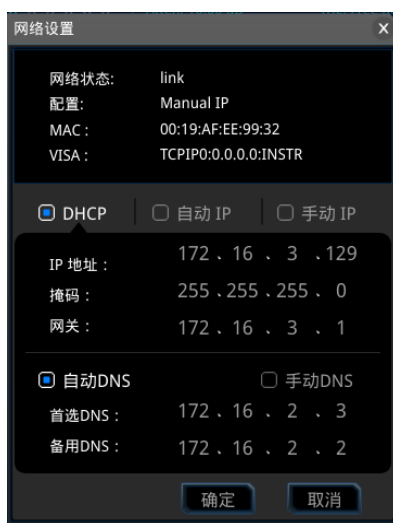 网络设置 X
网络状态: link
配置: Manual IP
MAC : 00:19:AF:EE:99:32
VISA : TCPIP0:0.0.0.0:INSTR
DHCP 自动 IP 手动 IP
IP 地址 : 172 . 16 . 3 . 129
掩码 : 255 . 255 . 255 . 0
网关 : 172 . 16 . 3 . 1
自动DNS 手动DNS
首选DNS : 172 . 16 . 2 . 3
备用DNS : 172 . 16 . 2 . 2
确定 取消